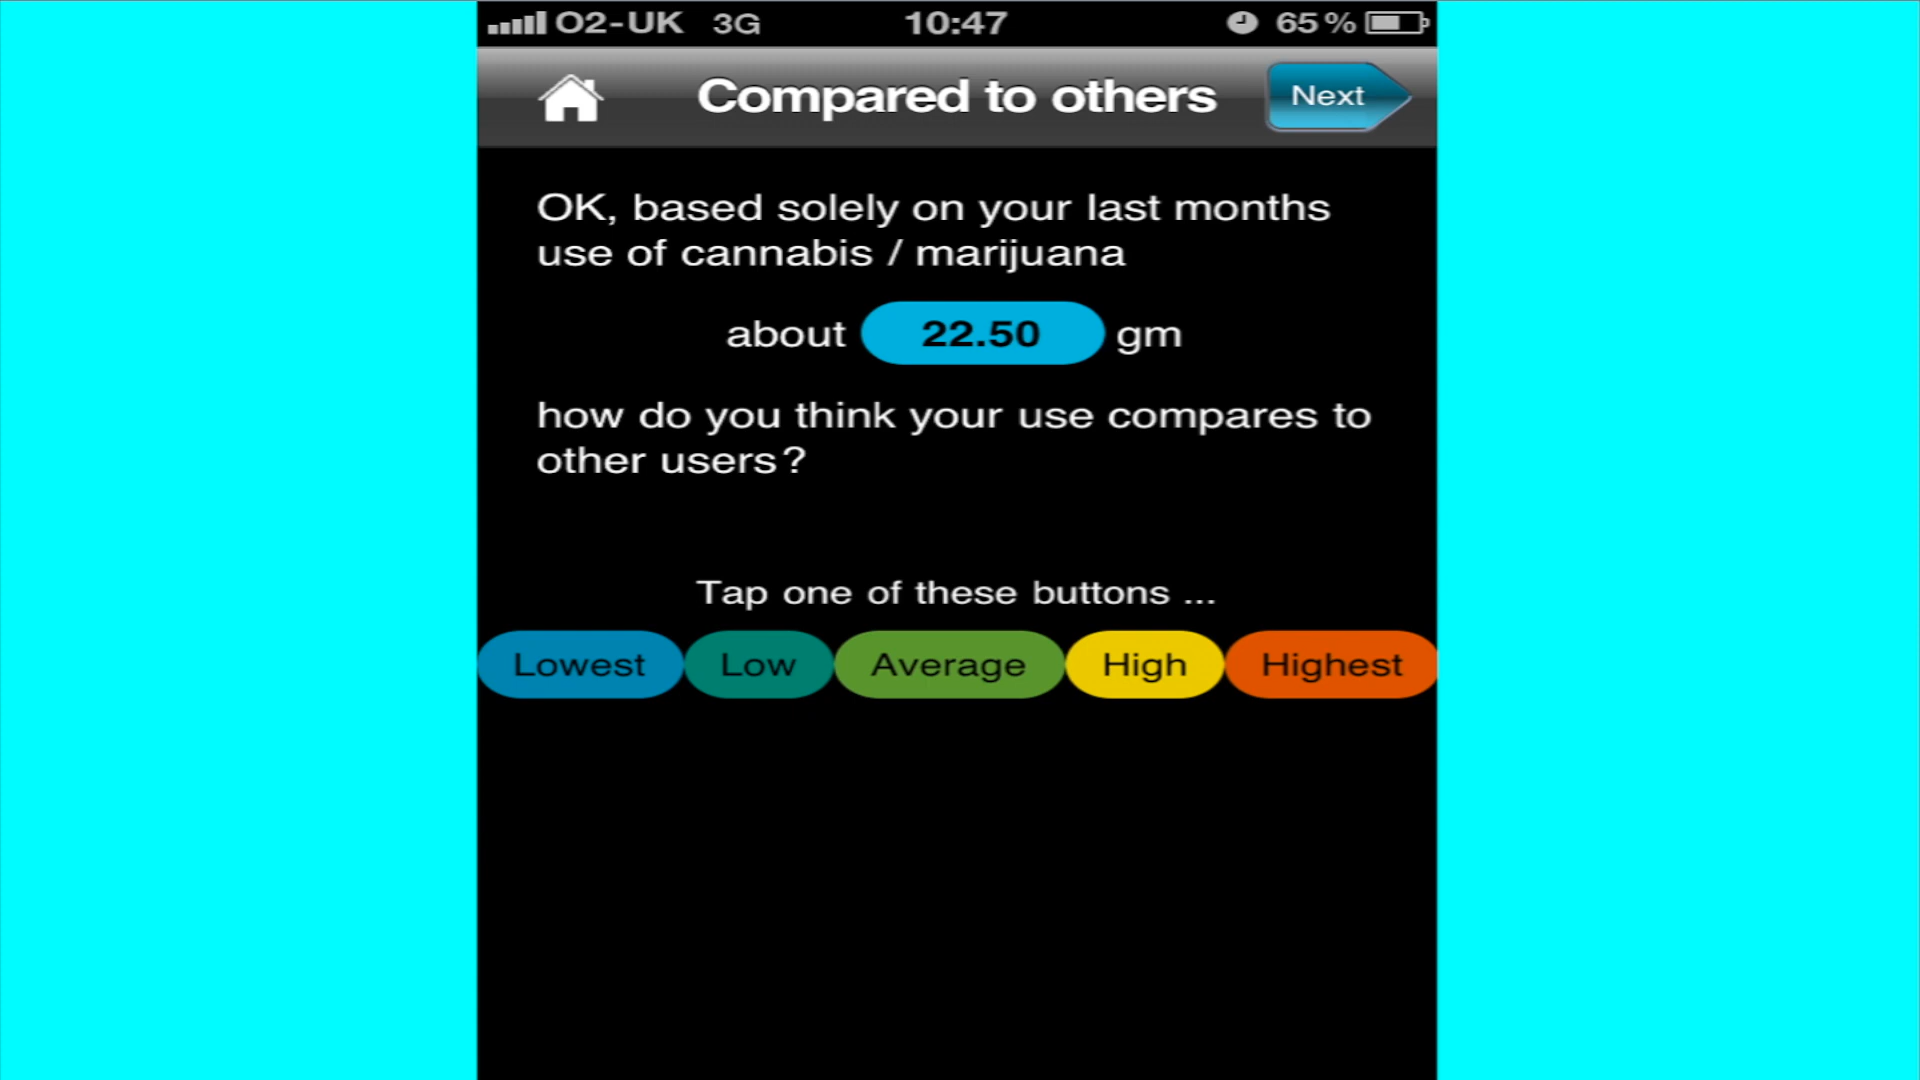 O2-UK 3G 10:47 65%
Compared to others Next
OK, based solely on your last months
use of cannabis / marijuana
about 22.50 gm
how do you think your use compares to
other users?
Tap one of these buttons ...
Lowest Low Average High Highest